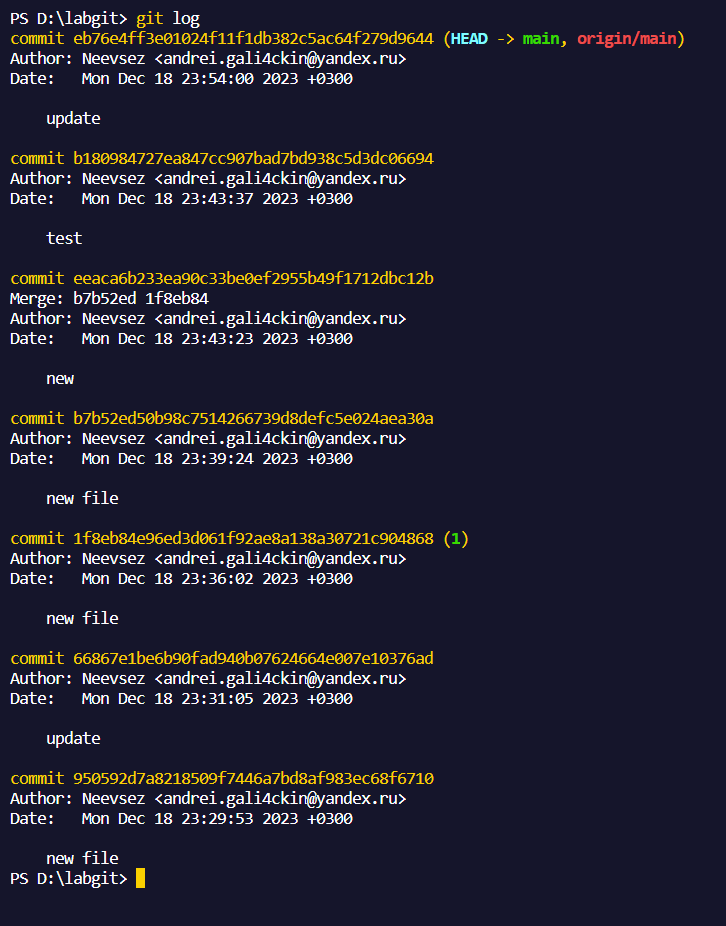 PS D:\labgit> git log
commit eb76e4ff3e01024f11f1db382c5ac64f279d9644 (HEAD -> main, origin/main)
Author: Neevsez <andrei.gali4ckin@yandex.ru>
Date:   Mon Dec 18 23:54:00 2023 +0300
    update
commit b180984727ea847cc907bad7bd938c5d3dc06694
Author: Neevsez <andrei.gali4ckin@yandex.ru>
Date:   Mon Dec 18 23:43:37 2023 +0300
    test
commit eeaca6b233ea90c33be0ef2955b49f1712dbc12b
Merge: b7b52ed 1f8eb84
Author: Neevsez <andrei.gali4ckin@yandex.ru>
Date:   Mon Dec 18 23:43:23 2023 +0300
    new
commit b7b52ed50b98c7514266739d8defc5e024aea30a
Author: Neevsez <andrei.gali4ckin@yandex.ru>
Date:   Mon Dec 18 23:39:24 2023 +0300
    new file
commit 1f8eb84e96ed3d061f92ae8a138a30721c904868 (1)
Author: Neevsez <andrei.gali4ckin@yandex.ru>
Date:   Mon Dec 18 23:36:02 2023 +0300
    new file
commit 66867e1be6b90fad940b07624664e007e10376ad
Author: Neevsez <andrei.gali4ckin@yandex.ru>
Date:   Mon Dec 18 23:31:05 2023 +0300
    update
commit 950592d7a8218509f7446a7bd8af983ec68f6710
Author: Neevsez <andrei.gali4ckin@yandex.ru>
Date:   Mon Dec 18 23:29:53 2023 +0300
    new file
PS D:\labgit>